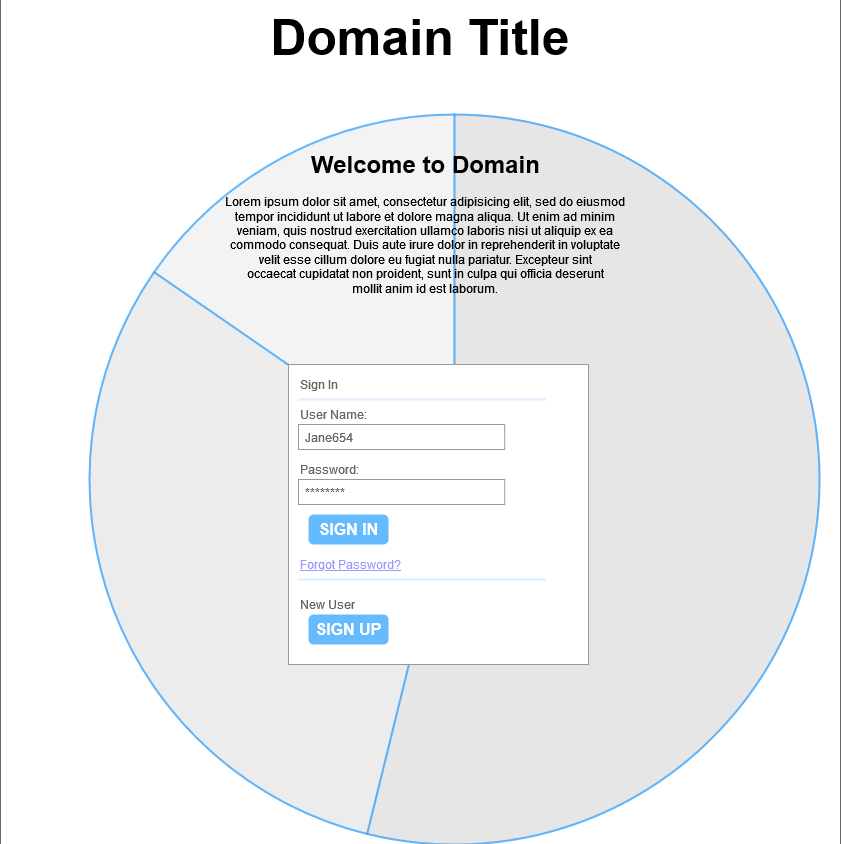 Domain Title
Welcome to Domain
Lorem ipsum dolor sit amet, consectetur adipisicing elit, sed do eiusmod
tempor incididunt ut labore et dolore magna aliqua. Ut enim ad minim
veniam, quis nostrud exercitation ullamco laboris nisi ut aliquip ex ea
commodo consequat. Duis aute irure dolor in reprehenderit in voluptate
velit esse cillum dolore eu fugiat nulla pariatur. Excepteur sint
occaecat cupidatat non proident, sunt in culpa qui officia deserunt
mollit anim id est laborum.
Sign In
User Name:
Jane654
Password:
********
SIGN IN
Forgot Password?
New User
SIGN UP